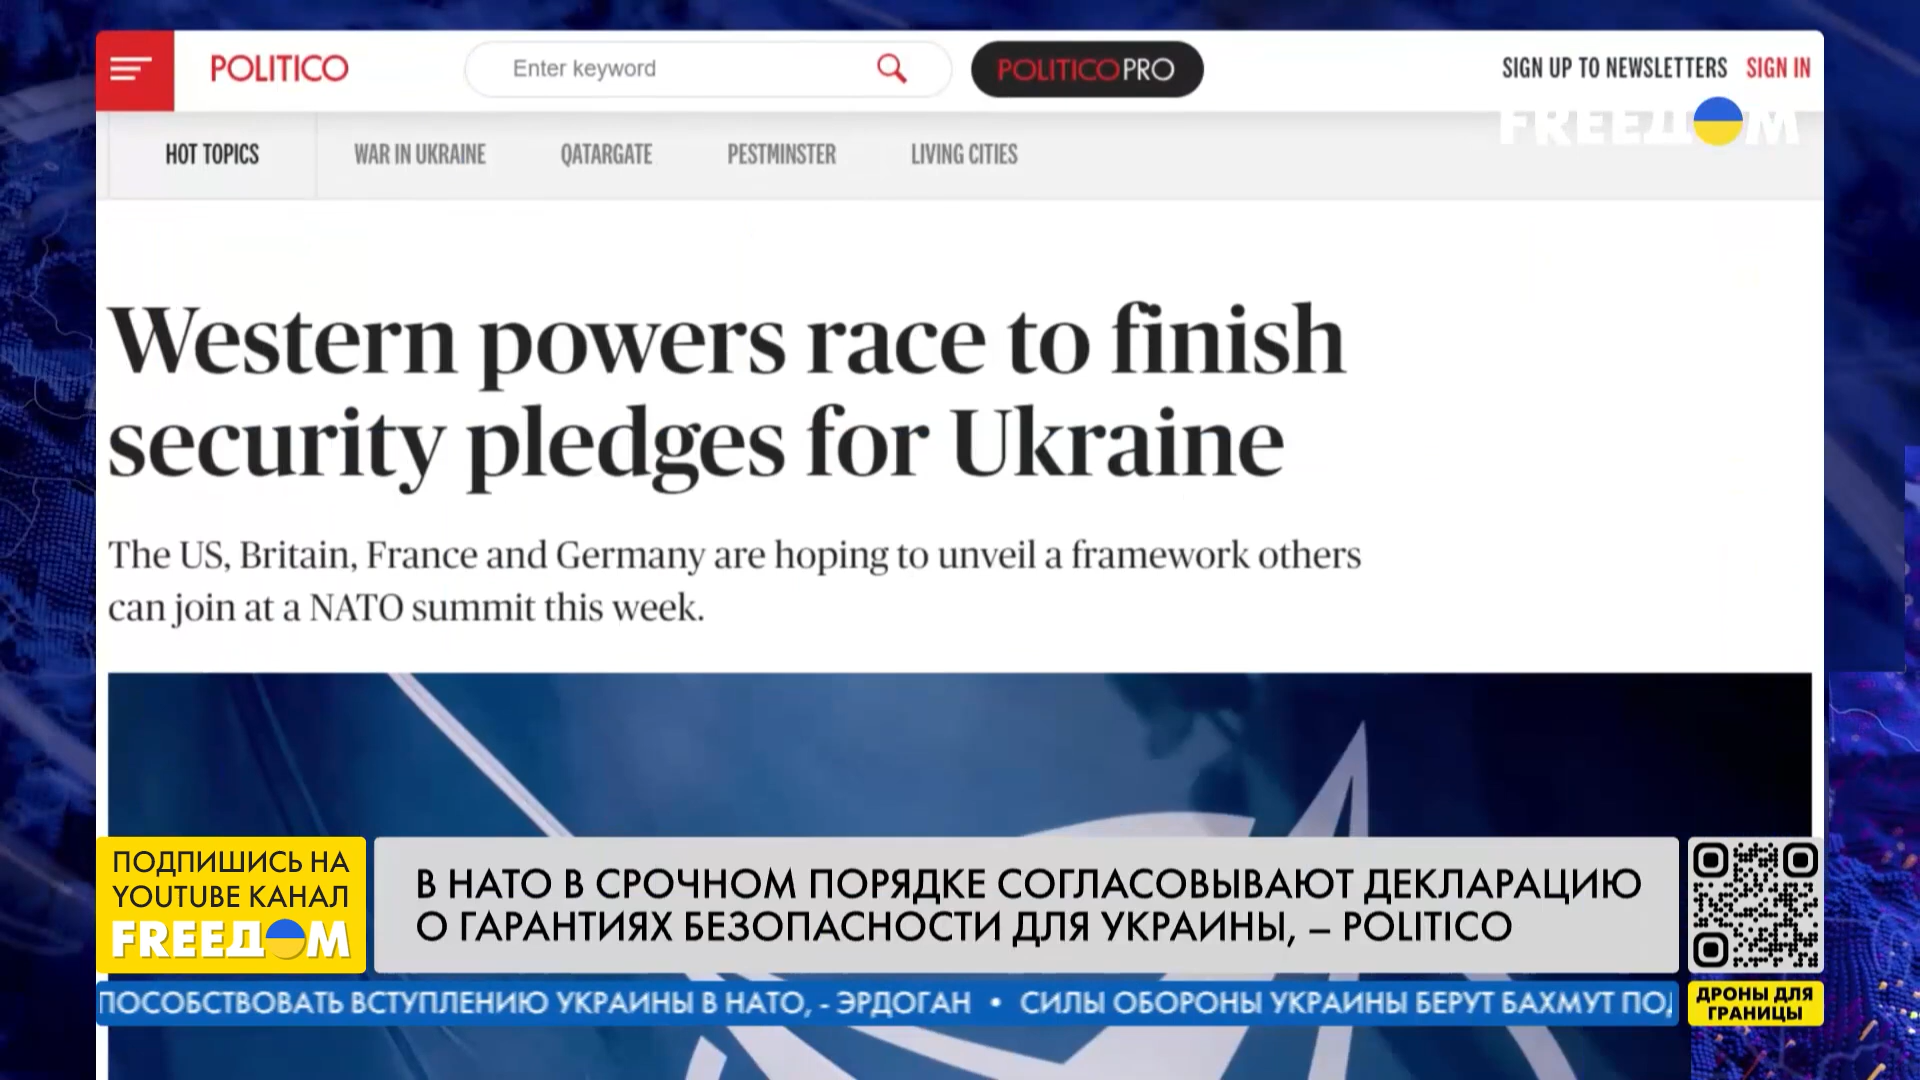 POLITICO
Enter keyword
POLITICOPRO
SIGN UP TO NEWSLETTERS SIGN IN
FREEДOM
HOT TOPICS WAR IN UKRAINE QATARGATE PESTMINSTER LIVING CITIES
Western powers race to finish
security pledges for Ukraine
The US, Britain, France and Germany are hoping to unveil a framework others
can join at a NATO summit this week.
ПОДПИШИСЬ НА
YOUTUBE КАНАЛ
FREEДOM
В НАТО В СРОЧНОМ ПОРЯДКЕ СОГЛАСОВЫВАЮТ ДЕКЛАРАЦИЮ
О ГАРАНТИЯХ БЕЗОПАСНОСТИ ДЛЯ УКРАИНЫ, – POLITICO
ПОСОБСТВОВАТЬ ВСТУПЛЕНИЮ УКРАИНЫ В НАТО, - ЭРДОГАН • СИЛЫ ОБОРОНЫ УКРАИНЫ БЕРУТ БАХМУТ ПОД
ДРОНЫ ДЛЯ
ГРАНИЦЫ